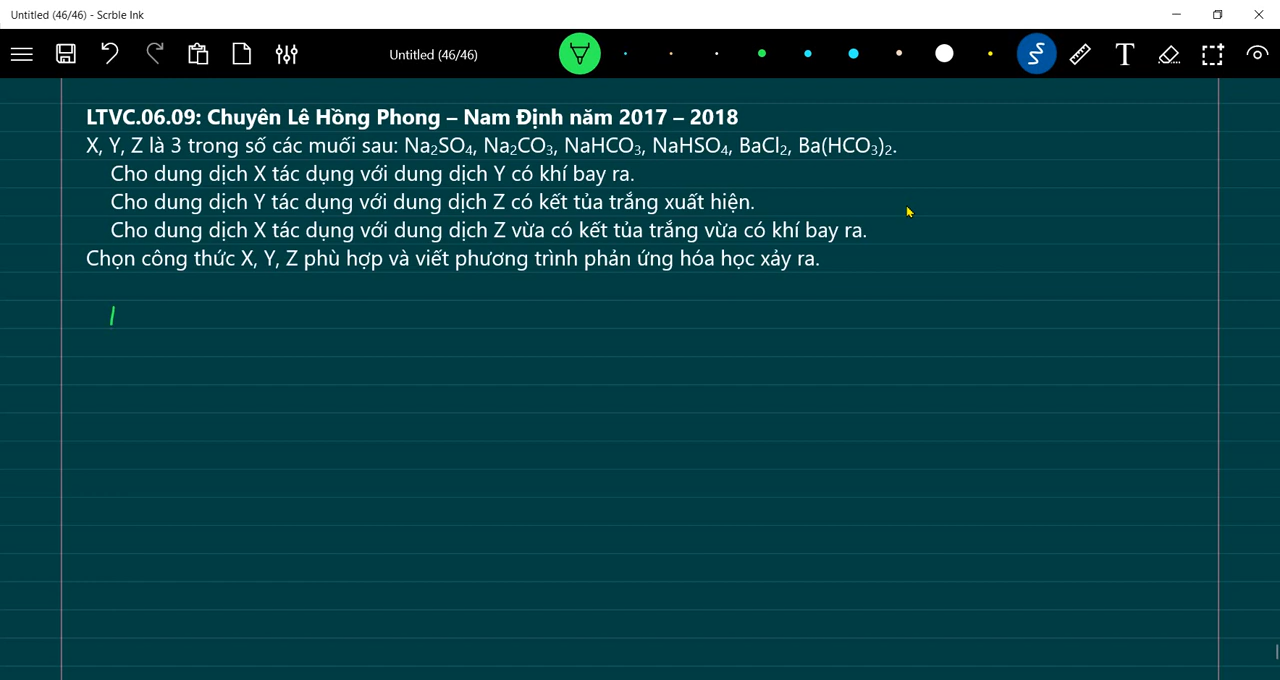 Untitled (46/46) - Scrble Ink
Untitled (46/46)
T
LTVC.06.09: Chuyên Lê Hồng Phong – Nam Định năm 2017 – 2018
X, Y, Z là 3 trong số các muối sau: Na₂SO₄, Na₂CO₃, NaHCO₃, NaHSO₄, BaCl₂, Ba(HCO₃)₂.
Cho dung dịch X tác dụng với dung dịch Y có khí bay ra.
Cho dung dịch Y tác dụng với dung dịch Z có kết tủa trắng xuất hiện.
Cho dung dịch X tác dụng với dung dịch Z vừa có kết tủa trắng vừa có khí bay ra.
Chọn công thức X, Y, Z phù hợp và viết phương trình phản ứng hóa học xảy ra.